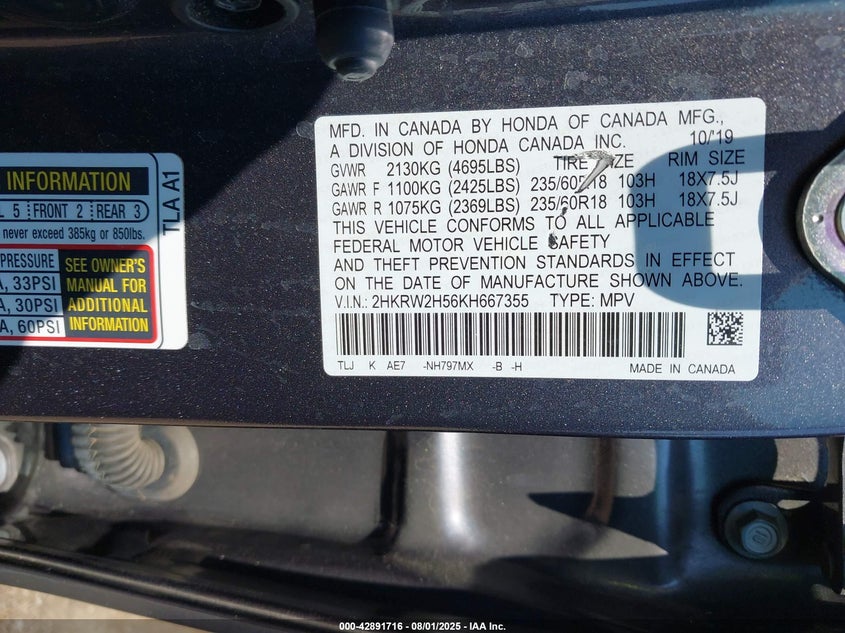 INFORMATION
L 5 FRONT 2 REAR 3
never exceed 385kg or 850lbs.
PRESSURE
A, 33PSI
A, 30PSI
A, 60PSI
SEE OWNER'S
MANUAL FOR
ADDITIONAL
INFORMATION
TLA A1
MFD. IN CANADA BY HONDA OF CANADA MFG.,
A DIVISION OF HONDA CANADA INC. 10/'19
GVWR 2130KG (4695LBS) TIRE SIZE RIM SIZE
GAWR F 1100KG (2425LBS) 235/60R18 103H 18X7.5J
GAWR R 1075KG (2369LBS) 235/60R18 103H 18X7.5J
THIS VEHICLE CONFORMS TO ALL APPLICABLE
FEDERAL MOTOR VEHICLE SAFETY
AND THEFT PREVENTION STANDARDS IN EFFECT
ON THE DATE OF MANUFACTURE SHOWN ABOVE.
V.I.N.: 2HKRW2H56KH667355 TYPE: MPV
TLJ K AE7 -NH797MX -B -H
MADE IN CANADA
000-42891716 - 08/01/2025 - IAA Inc.